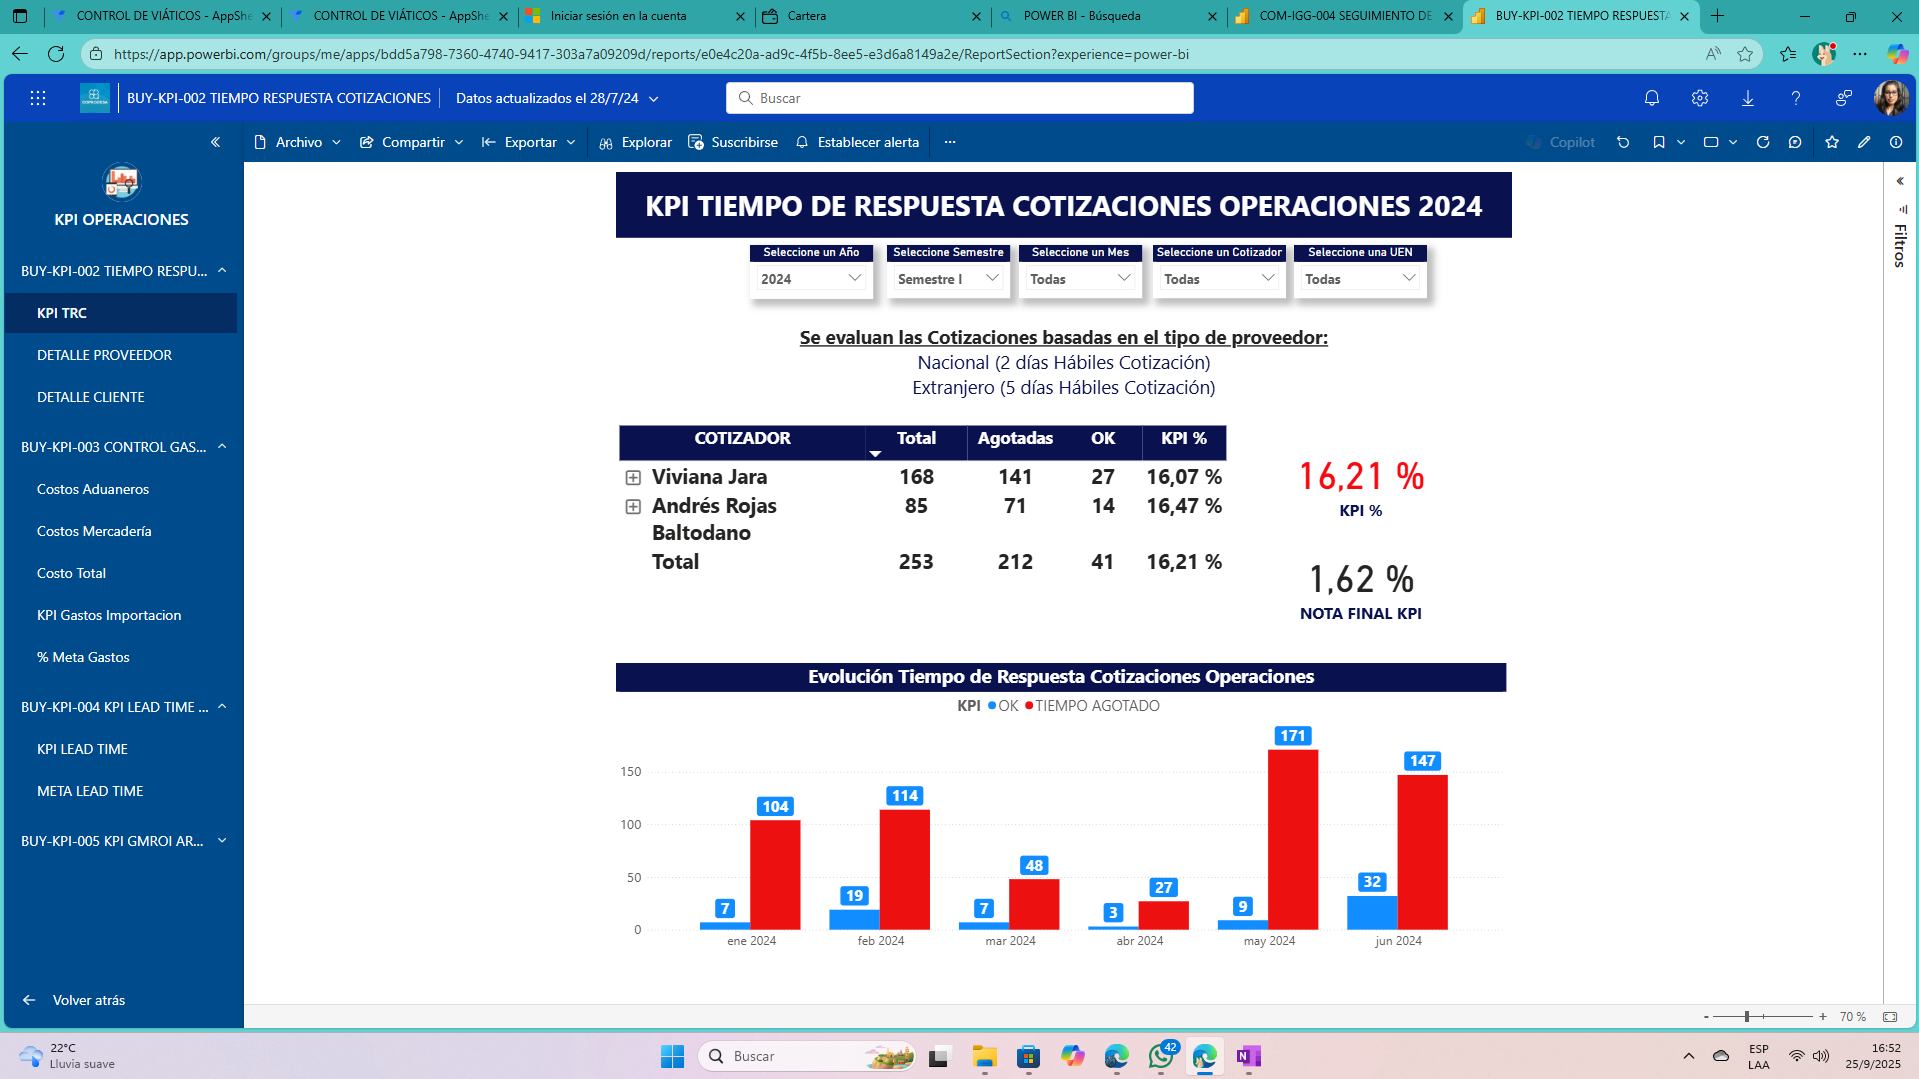 CONTROL DE VIÁTICOS - AppShe
CONTROL DE VIÁTICOS - AppShe
Iniciar sesión en la cuenta
Cartera
POWER BI - Búsqueda
COM-IGG-004 SEGUIMIENTO DE
BUY-KPI-002 TIEMPO RESPUESTA
https://app.powerbi.com/groups/me/apps/bdd5a798-7360-4740-9417-303a7a09209d/reports/e0e4c20a-ad9c-4f5b-8ee5-e3d6a8149a2e/ReportSection?experience=power-bi
BUY-KPI-002 TIEMPO RESPUESTA COTIZACIONES
Datos actualizados el 28/7/24
Buscar
Archivo
Compartir
Exportar
Explorar
Suscribirse
Establecer alerta
Copilot
KPI OPERACIONES
BUY-KPI-002 TIEMPO RESPU...
KPI TRC
DETALLE PROVEEDOR
DETALLE CLIENTE
BUY-KPI-003 CONTROL GAS...
Costos Aduaneros
Costos Mercadería
Costo Total
KPI Gastos Importacion
% Meta Gastos
BUY-KPI-004 KPI LEAD TIME ...
KPI LEAD TIME
META LEAD TIME
BUY-KPI-005 KPI GMROI AR...
Volver atrás
KPI TIEMPO DE RESPUESTA COTIZACIONES OPERACIONES 2024
Seleccione un Año Seleccione Semestre Seleccione un Mes Seleccione un Cotizador Seleccione una UEN
2024 Semestre I Todas Todas Todas
Se evaluan las Cotizaciones basadas en el tipo de proveedor:
Nacional (2 días Hábiles Cotización)
Extranjero (5 días Hábiles Cotización)
COTIZADOR Total Agotadas OK KPI %
Viviana Jara 168 141 27 16,07 %
Andrés Rojas 85 71 14 16,47 %
Baltodano
Total 253 212 41 16,21 %
16,21 %
KPI %
1,62 %
NOTA FINAL KPI
Evolución Tiempo de Respuesta Cotizaciones Operaciones
KPI OK TIEMPO AGOTADO
150
100
50
0
7 104 19 114 7 48 3 27 9 171 32 147
ene 2024 feb 2024 mar 2024 abr 2024 may 2024 jun 2024
Filtros
- + 70 %
22°C
Lluvia suave
Buscar
42
ESP
LAA
16:52
25/9/2025